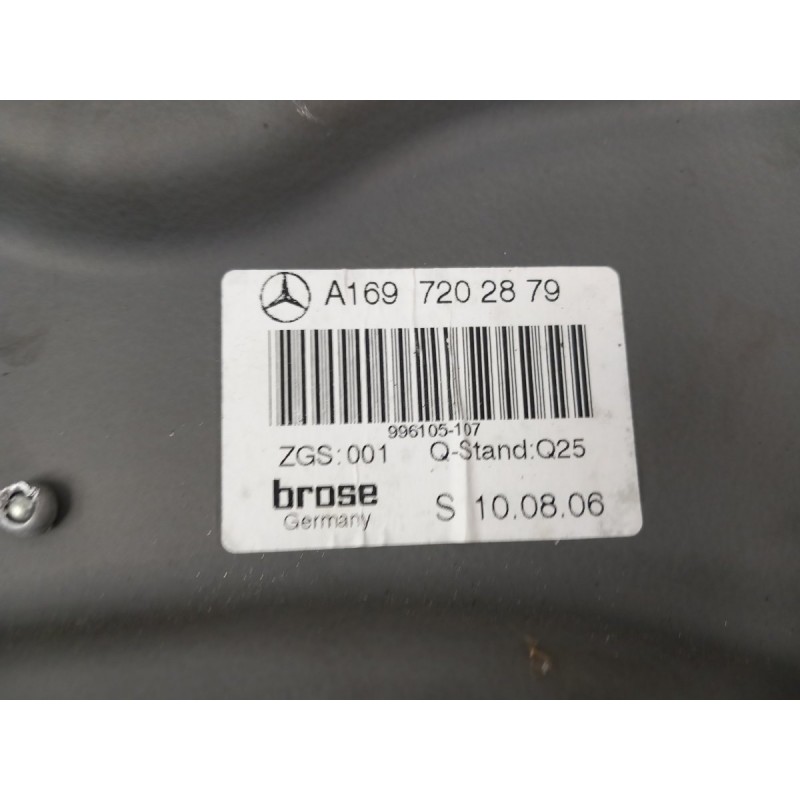 A169 720 28 79
996105-107
ZGS:001 Q-Stand:Q25
brose
Germany
S 10.08.06